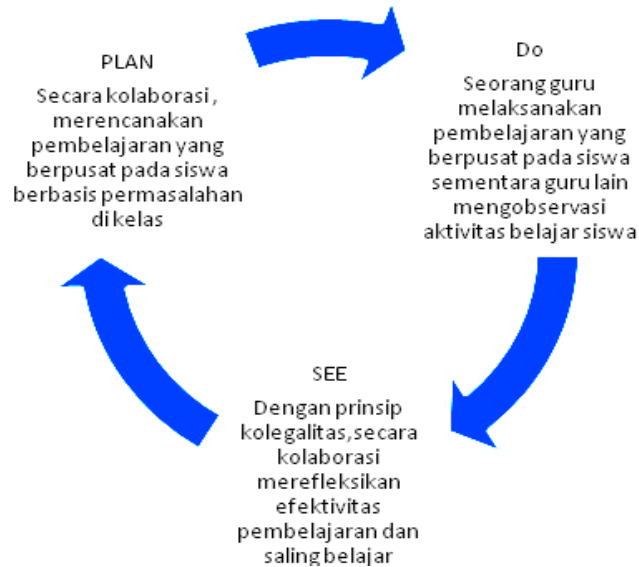 PLAN
Secara kolaborasi,
merencanakan
pembelajaran yang
berpusat pada siswa
berbasis permasalahan
di kelas
Do
Seorang guru
melaksanakan
pembelajaran yang
berpusat pada siswa
sementara guru lain
mengobservasi
aktivitas belajar siswa
SEE
Dengan prinsip
kolegalitas,secara
kolaborasi
merefleksikan
efektivitas
pembelajaran dan
saling belajar